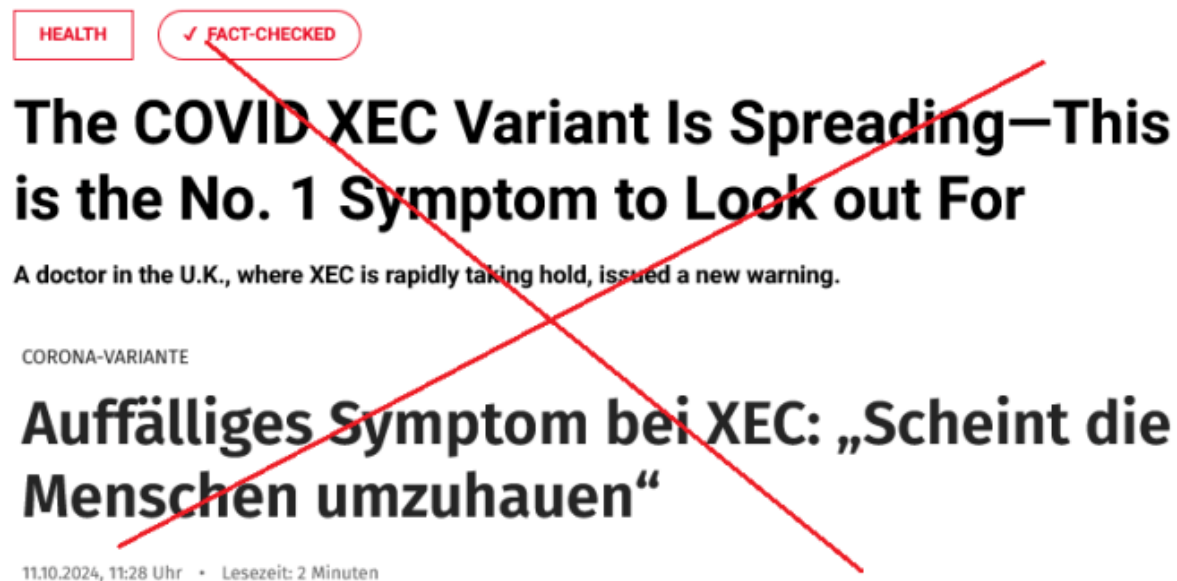 HEALTH ✓ FACT-CHECKED
The COVID XEC Variant Is Spreading—This
is the No. 1 Symptom to Look out For
A doctor in the U.K., where XEC is rapidly taking hold, issued a new warning.
CORONA-VARIANTE
Auffälliges Symptom bei XEC: „Scheint die
Menschen umzuhauen“
11.10.2024, 11:28 Uhr • Lesezeit: 2 Minuten